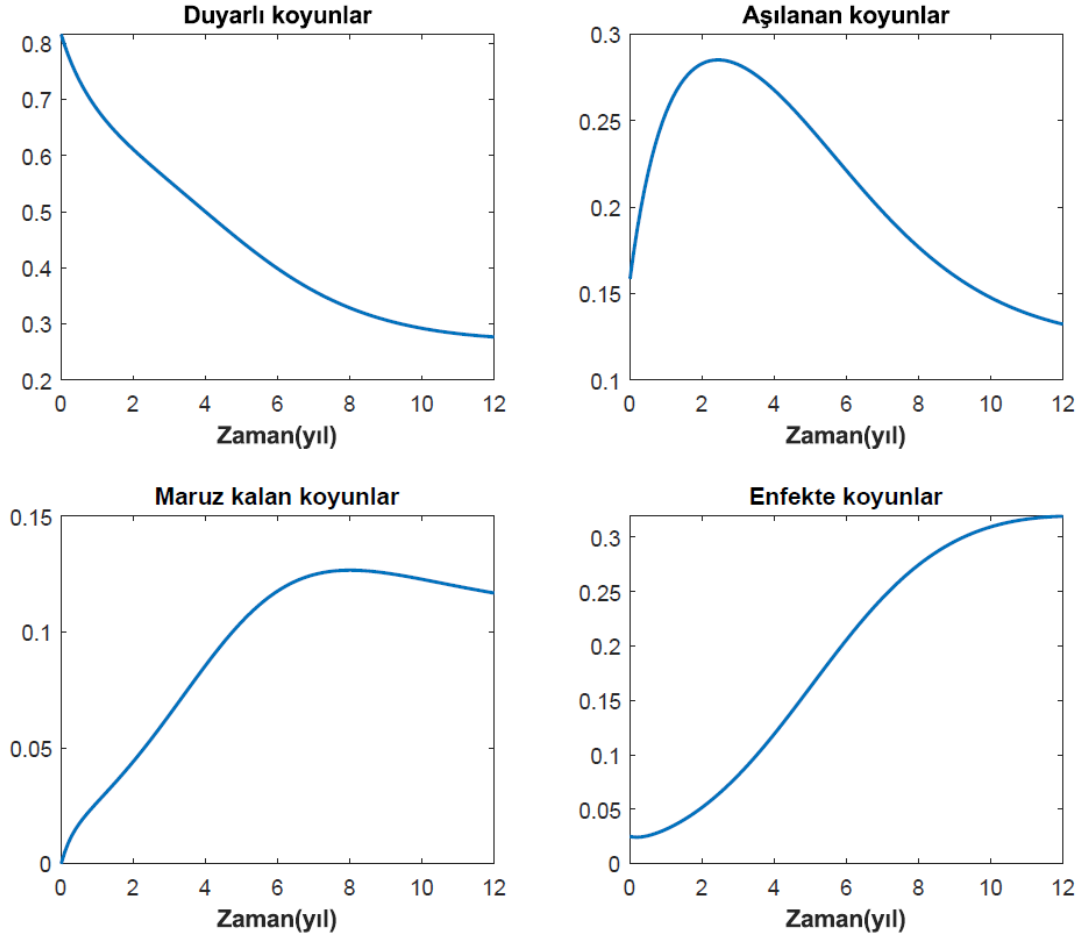 Duyarlı koyunlar
0.8
0.7
0.6
0.5
0.4
0.3
0.2
0 2 4 6 8 10 12
Zaman(yıl)
Aşılanan koyunlar
0.3
0.25
0.2
0.15
0.1
0 2 4 6 8 10 12
Zaman(yıl)
Maruz kalan koyunlar
0.15
0.1
0.05
0
0 2 4 6 8 10 12
Zaman(yıl)
Enfekte koyunlar
0.3
0.25
0.2
0.15
0.1
0.05
0
0 2 4 6 8 10 12
Zaman(yıl)